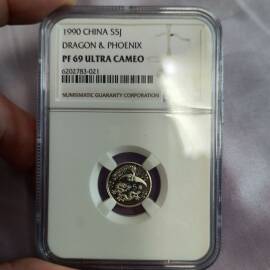 1990 CHINA S5J
DRAGON & PHOENIX
PF 69 ULTRA CAMEO
6202783-021
NUMISMATIC GUARANTY CORPORATION